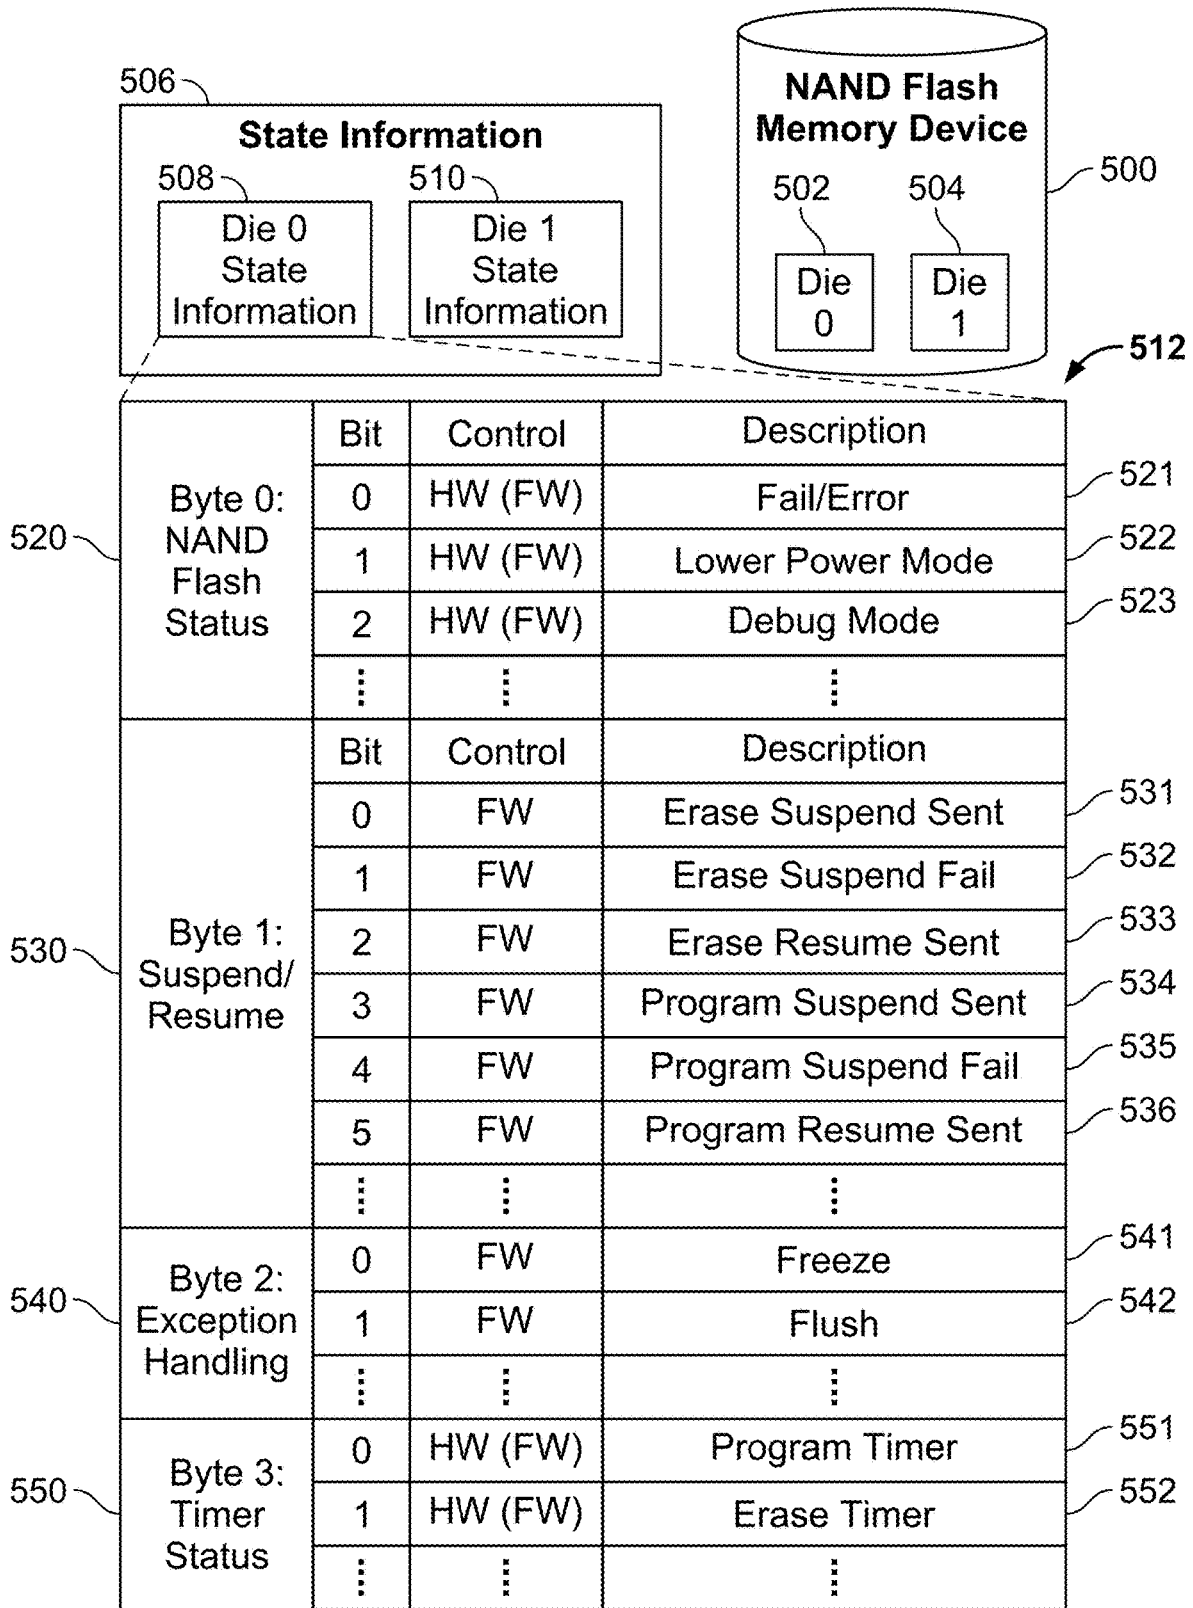 506
State Information
508
510
Die 0
State
Information
Die 1
State
Information
NAND Flash
Memory Device
500
502
504
Die
0
Die
1
512
520
Byte 0:
NAND
Flash
Status
Bit Control Description
0 HW (FW) Fail/Error 521
1 HW (FW) Lower Power Mode 522
2 HW (FW) Debug Mode 523
530
Byte 1:
Suspend/
Resume
Bit Control Description
0 FW Erase Suspend Sent 531
1 FW Erase Suspend Fail 532
2 FW Erase Resume Sent 533
3 FW Program Suspend Sent 534
4 FW Program Suspend Fail 535
5 FW Program Resume Sent 536
540
Byte 2:
Exception
Handling
0 FW Freeze 541
1 FW Flush 542
550
Byte 3:
Timer
Status
0 HW (FW) Program Timer 551
1 HW (FW) Erase Timer 552